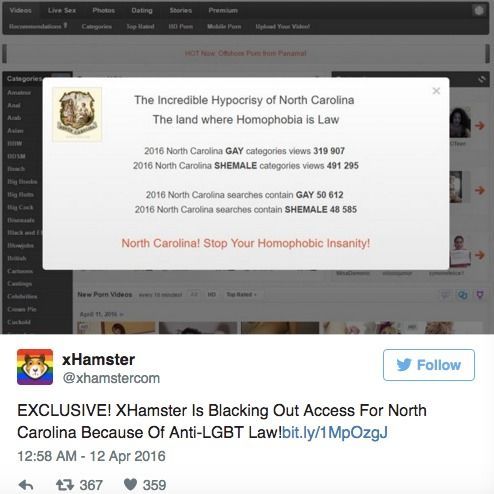 Videos Live Sex Photos Dating Stories Premium
Recommendations Categories Top Rated HD Porn Mobile Porn Upload Your Video!
HOT Now: Offshore Porn from Panama!
Categories
Amateur
Anal
Arab
Asian
BBW
BDSM
Beach
Big Boobs
Big Butts
Big Cock
Bisexuals
Black and
Blowjobs
British
Cartoons
Castings
Celebrities
Cream Pie
Cuckold
×
The Incredible Hypocrisy of North Carolina
The land where Homophobia is Law
2016 North Carolina GAY categories views 319 907
2016 North Carolina SHEMALE categories views 491 295
2016 North Carolina searches contain GAY 50 612
2016 North Carolina searches contain SHEMALE 48 585
North Carolina! Stop Your Homophobic Insanity!
New Porn Videos every 10 minutes! All HD Top Rated
April 11, 2016
xHamster
@xhamstercom
Follow
EXCLUSIVE! XHamster Is Blacking Out Access For North
Carolina Because Of Anti-LGBT Law!bit.ly/1MpOzgJ
12:58 AM - 12 Apr 2016
367 359